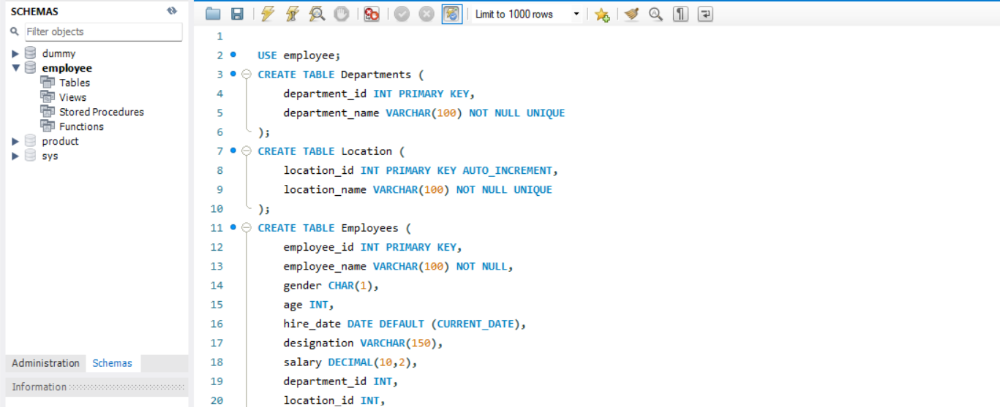 SCHEMAS
Filter objects
dummy
employee
Tables
Views
Stored Procedures
Functions
product
sys
Administration Schemas
Information
Limit to 1000 rows
1
2 USE employee;
3 CREATE TABLE Departments (
4 department_id INT PRIMARY KEY,
5 department_name VARCHAR(100) NOT NULL UNIQUE
6 );
7 CREATE TABLE Location (
8 location_id INT PRIMARY KEY AUTO_INCREMENT,
9 location_name VARCHAR(100) NOT NULL UNIQUE
10 );
11 CREATE TABLE Employees (
12 employee_id INT PRIMARY KEY,
13 employee_name VARCHAR(100) NOT NULL,
14 gender CHAR(1),
15 age INT,
16 hire_date DATE DEFAULT (CURRENT_DATE),
17 designation VARCHAR(150),
18 salary DECIMAL(10,2),
19 department_id INT,
20 location_id INT,